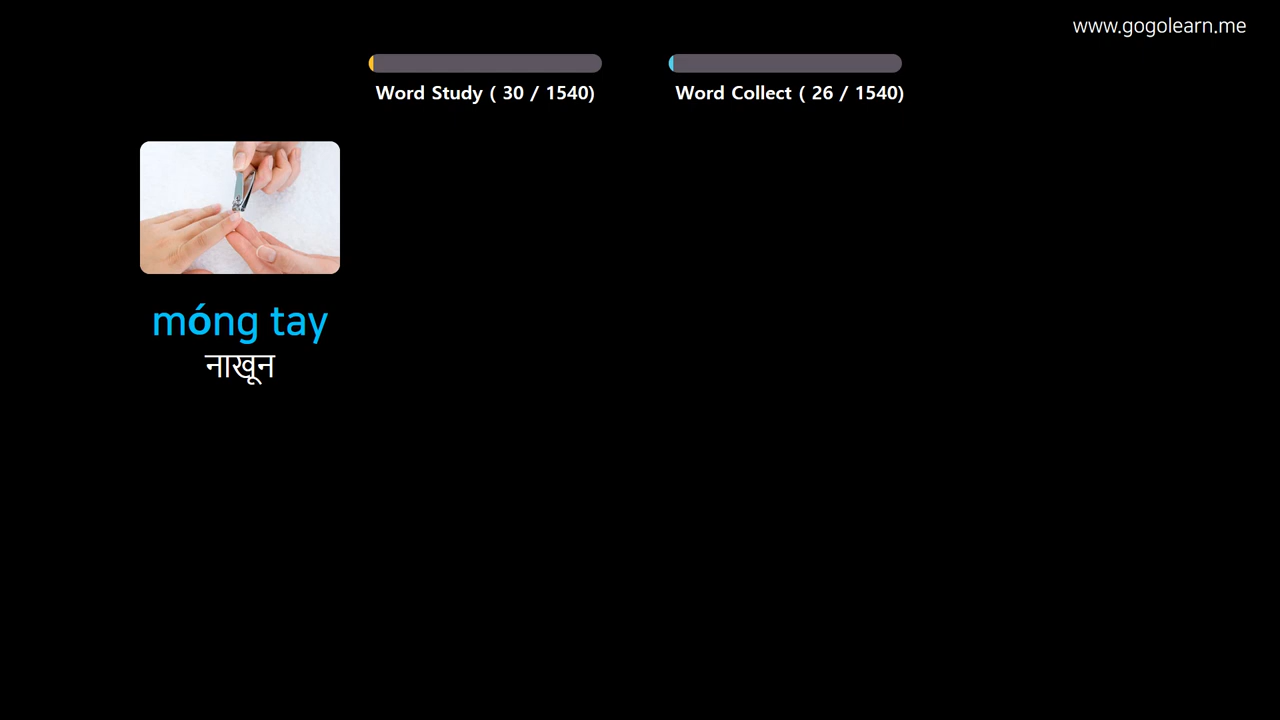 www.gogolearn.me
Word Study ( 30 / 1540)
Word Collect ( 26 / 1540)
móng tay
नाखून